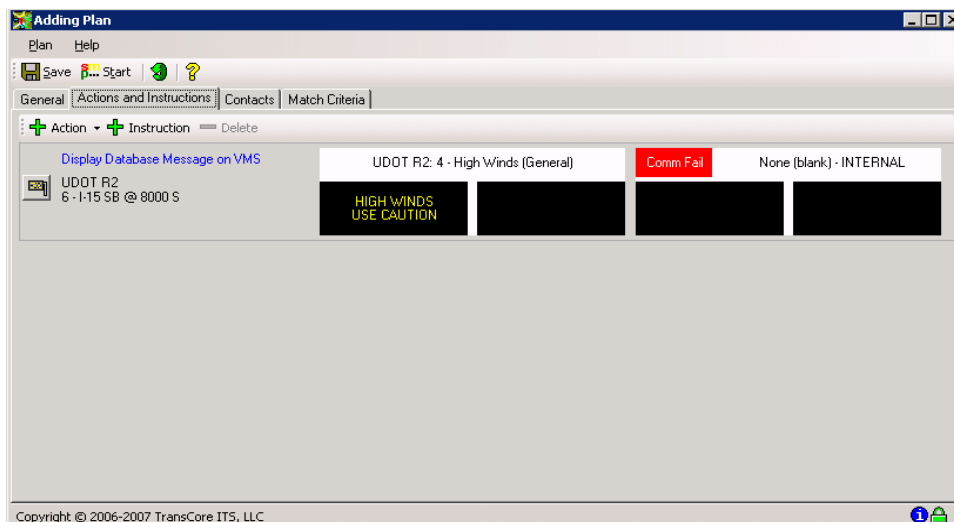 Adding Plan
Plan Help
Save Start
General Actions and Instructions Contacts Match Criteria
Action Instruction Delete
Display Database Message on VMS
UDOT R2
6 - I-15 SB @ 8000 S
UDOT R2: 4 - High Winds (General)
HIGH WINDS
USE CAUTION
Comm Fail None (blank) - INTERNAL
Copyright © 2006-2007 TransCore ITS, LLC